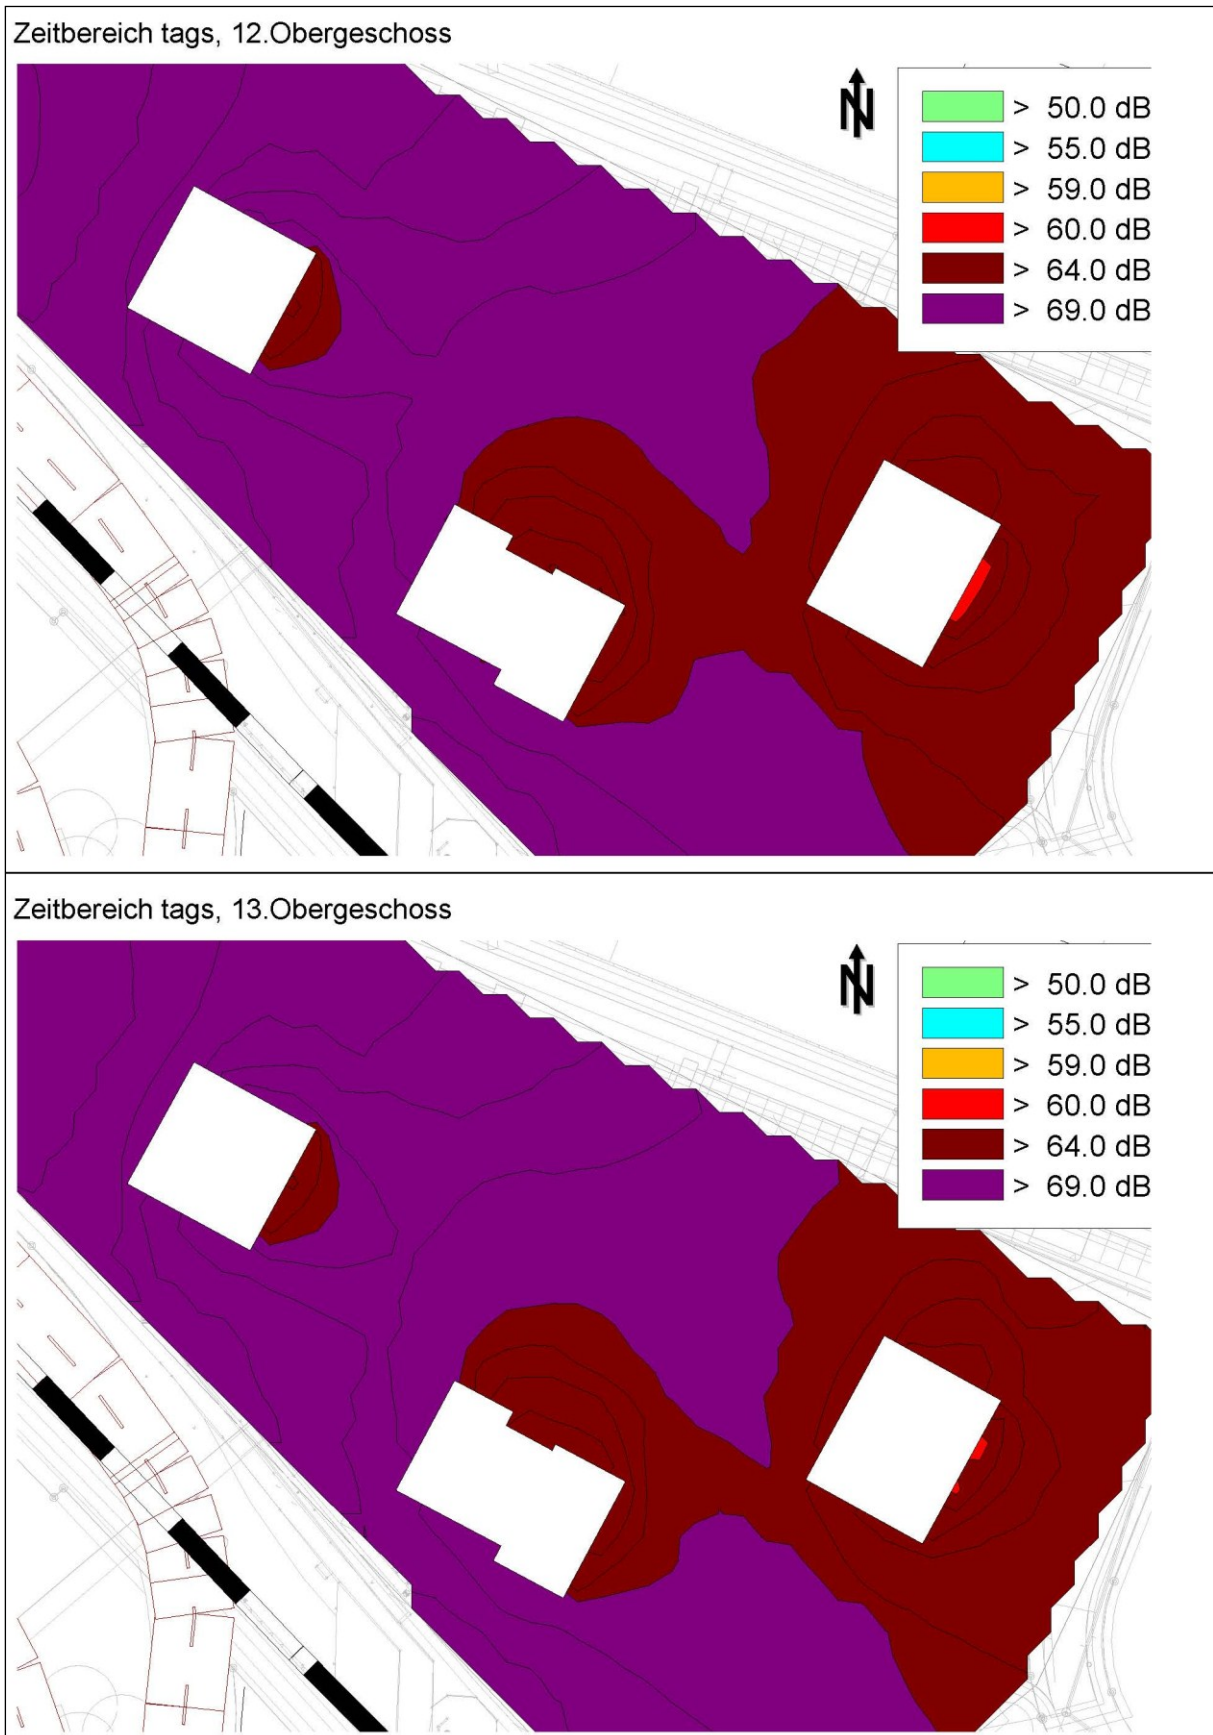 Zeitbereich tags, 12.Obergeschoss
N
> 50.0 dB
> 55.0 dB
> 59.0 dB
> 60.0 dB
> 64.0 dB
> 69.0 dB
Zeitbereich tags, 13.Obergeschoss
N
> 50.0 dB
> 55.0 dB
> 59.0 dB
> 60.0 dB
> 64.0 dB
> 69.0 dB